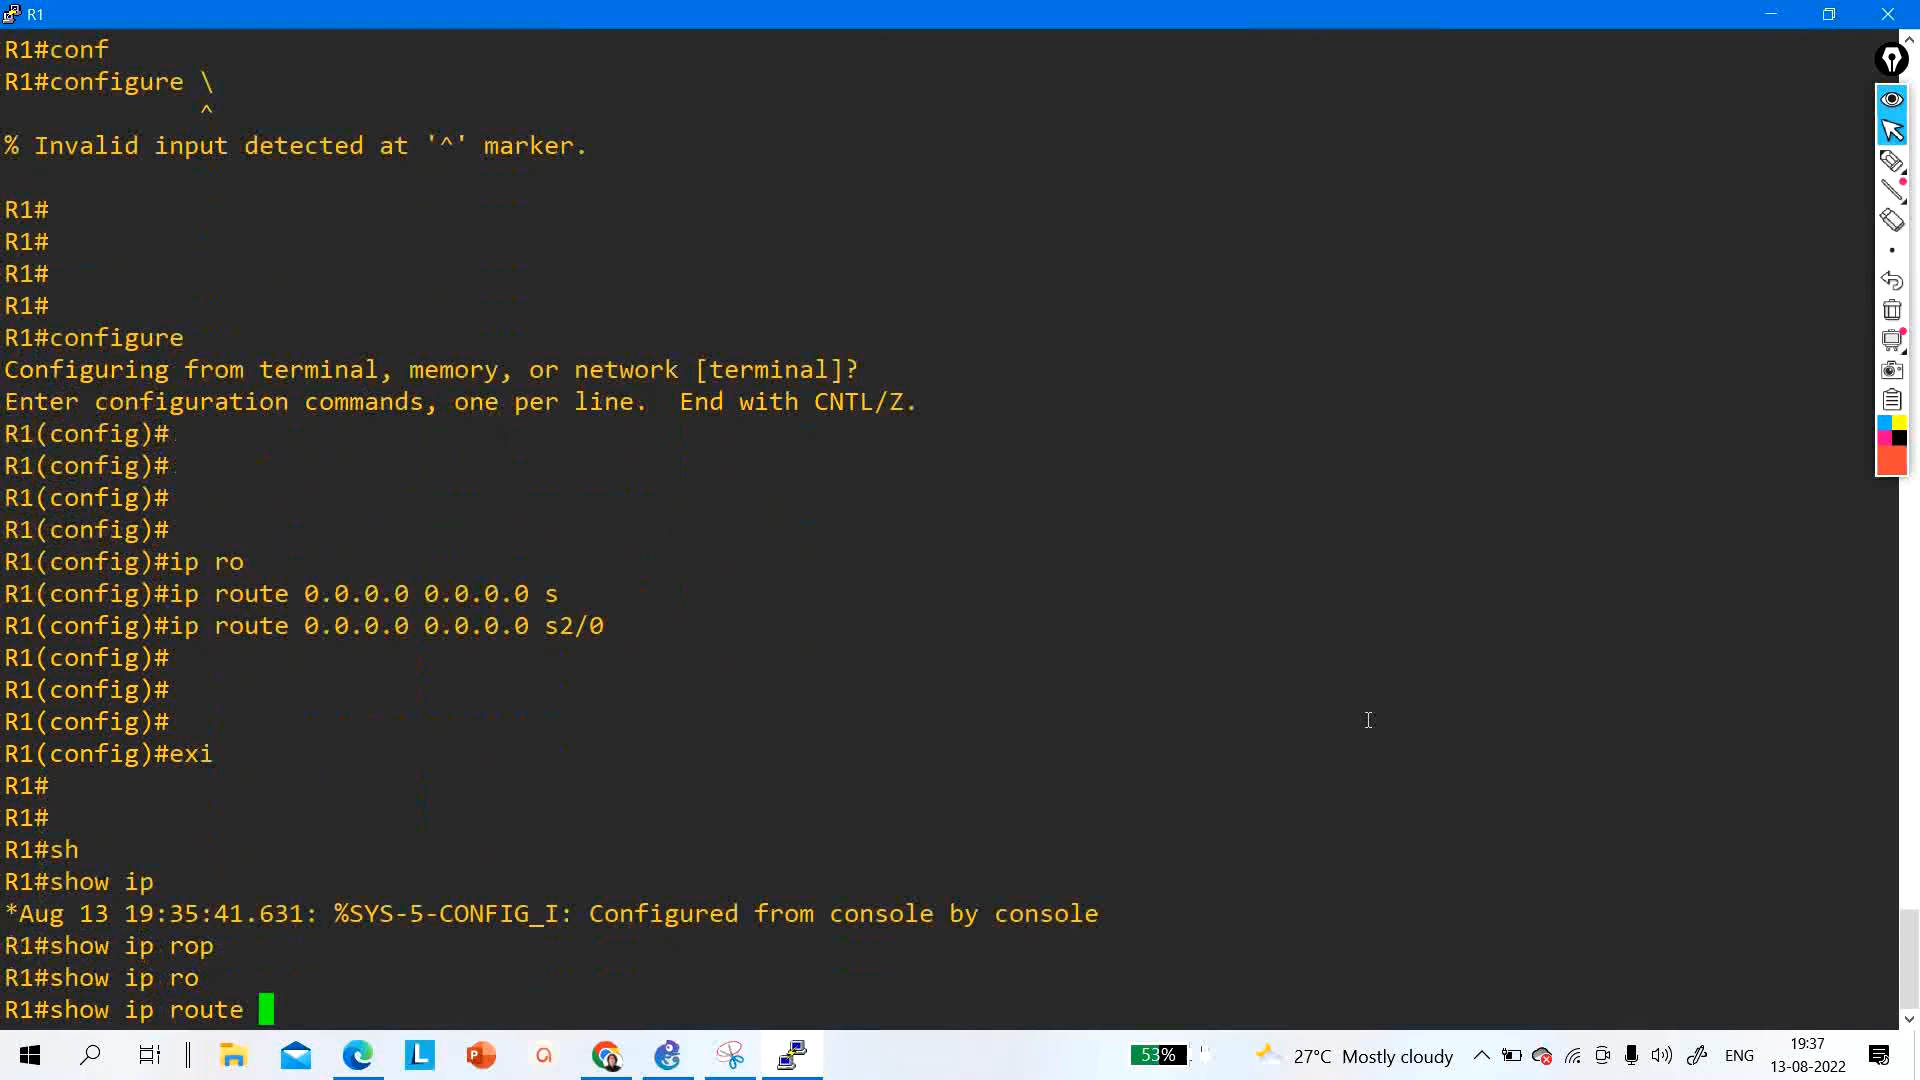 R1
R1#conf
R1#configure \
^
% Invalid input detected at '^' marker.
R1#
R1#
R1#
R1#
R1#configure
Configuring from terminal, memory, or network [terminal]?
Enter configuration commands, one per line.  End with CNTL/Z.
R1(config)#
R1(config)#
R1(config)#
R1(config)#
R1(config)#ip ro
R1(config)#ip route 0.0.0.0 0.0.0.0 s
R1(config)#ip route 0.0.0.0 0.0.0.0 s2/0
R1(config)#
R1(config)#
R1(config)#
R1(config)#exi
R1#
R1#
R1#sh
R1#show ip
*Aug 13 19:35:41.631: %SYS-5-CONFIG_I: Configured from console by console
R1#show ip rop
R1#show ip ro
R1#show ip route
L
53%
27°C Mostly cloudy
ENG
19:37
13-08-2022